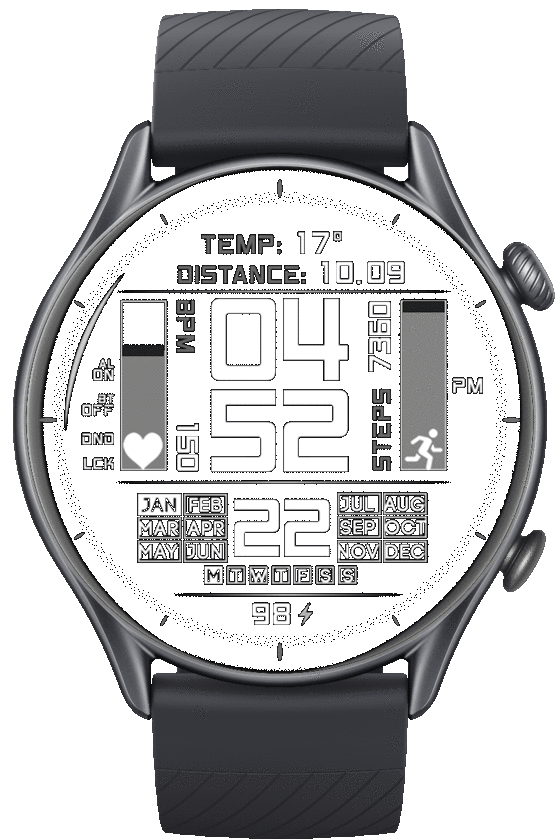 TEMP: 17°
DISTANCE: 10.09
BPM
150
04
52
7360
STEPS
AL
ON
BT
OFF
DND
LCK
PM
JAN FEB
MAR APR
MAY JUN
22
JUL AUG
SEP OCT
NOV DEC
M T W T F S S
98